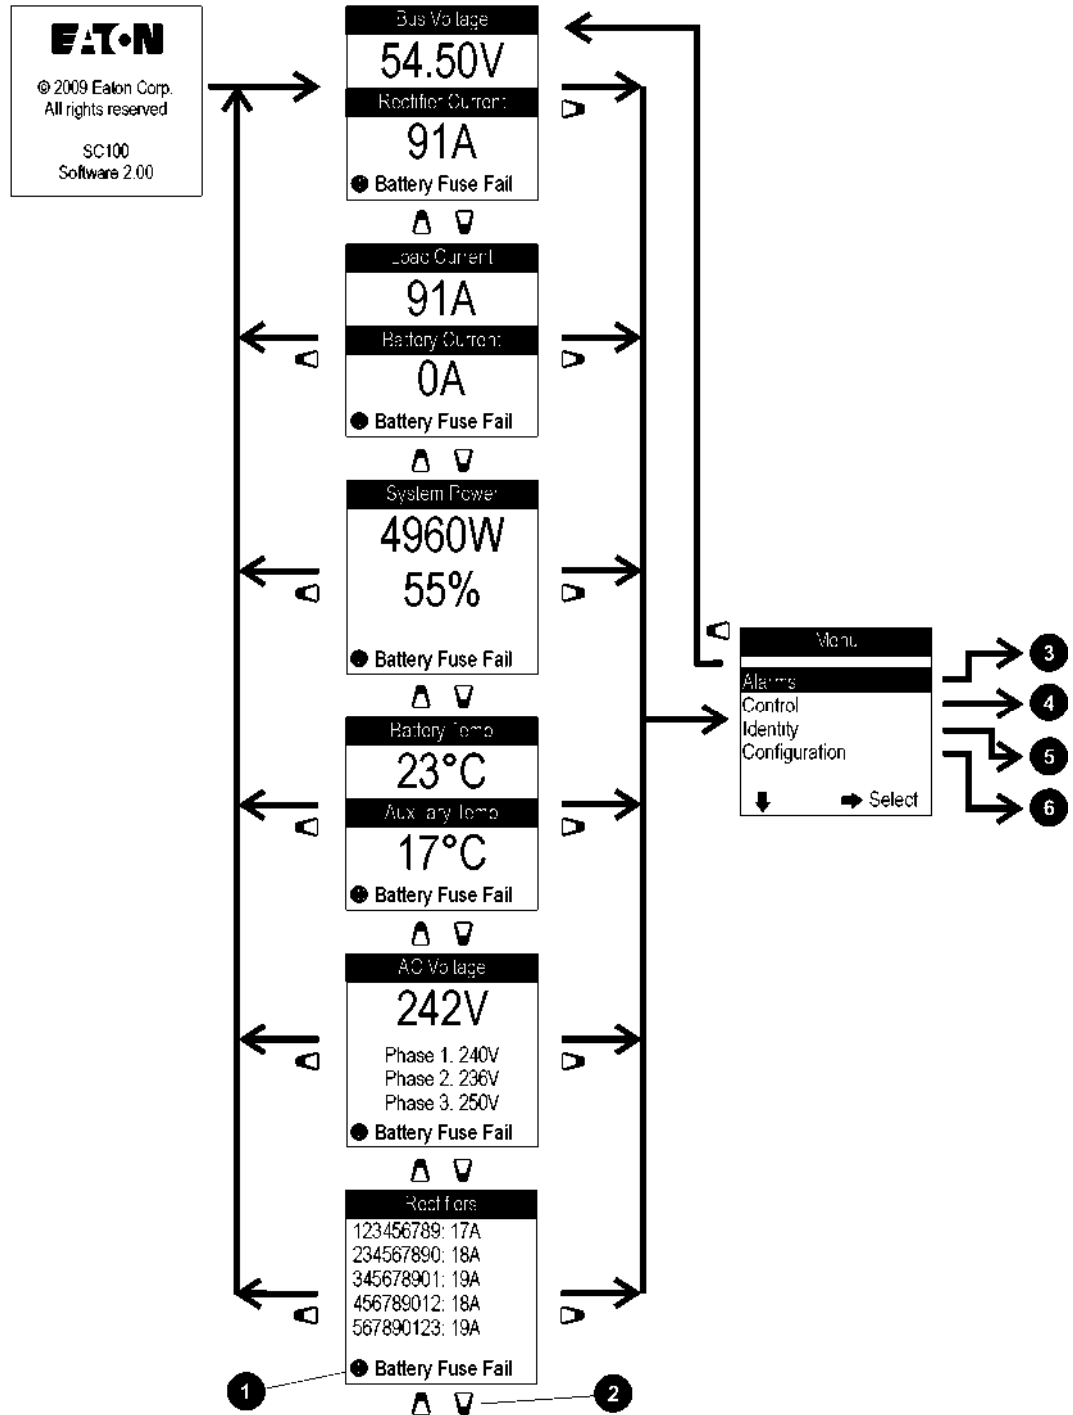 EATON
© 2009 Eaton Corp.
All rights reserved
SC100
Software 2.00
Bus Voltage
54.50V
Rectifier Current
91A
Battery Fuse Fail
Load Current
91A
Battery Current
0A
Battery Fuse Fail
System Power
4960W
55%
Battery Fuse Fail
Battery Temp
23°C
Auxiliary Temp
17°C
Battery Fuse Fail
AC Voltage
242V
Phase 1. 240V
Phase 2. 236V
Phase 3. 250V
Battery Fuse Fail
Rectifiers
123456789: 17A
234567890: 18A
345678901: 19A
456789012: 18A
567890123: 19A
Battery Fuse Fail
1
2
Menu
Alarms
Control
Identity
Configuration
Select
3
4
5
6